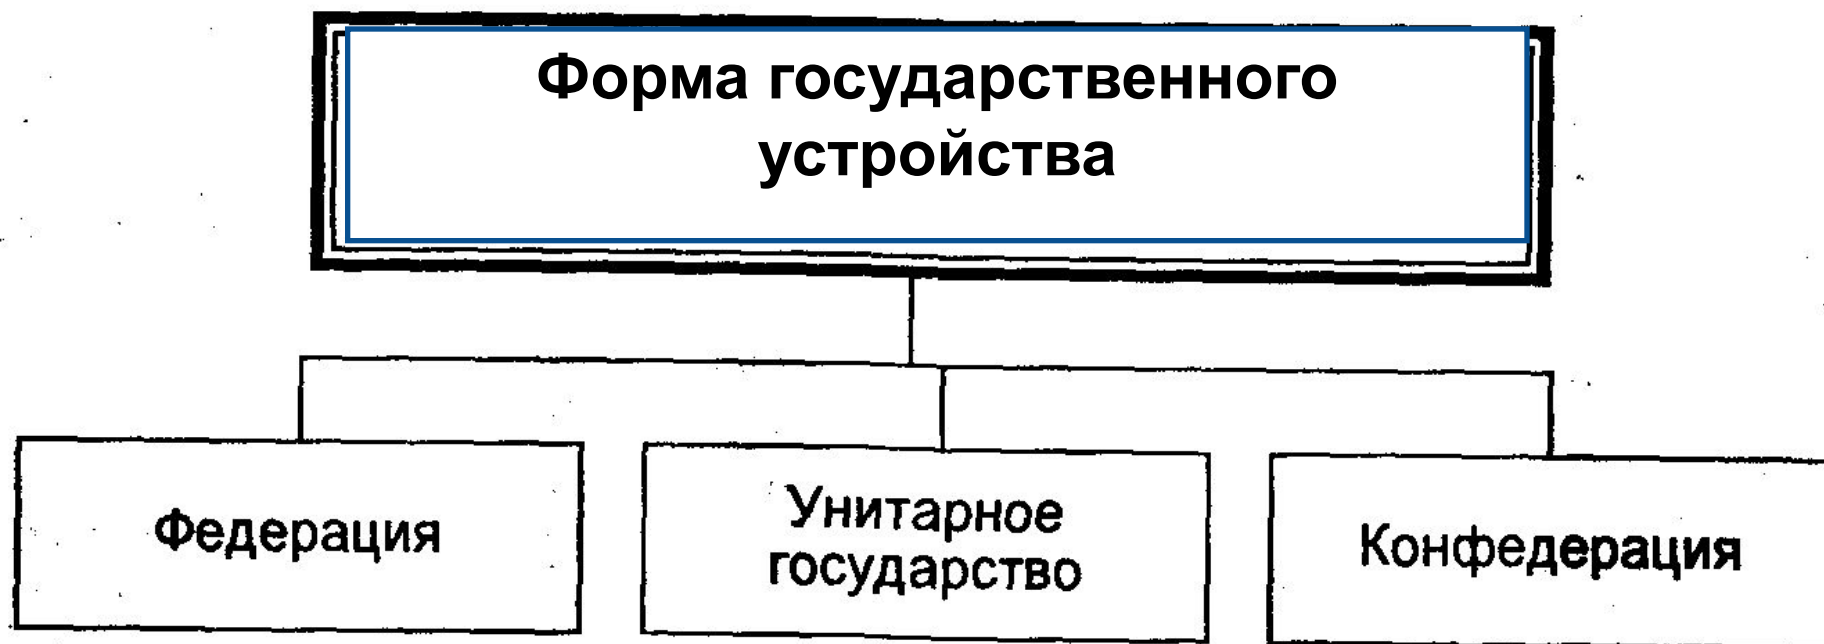 Форма государственного
устройства
Федерация
Унитарное
государство
Конфедерация